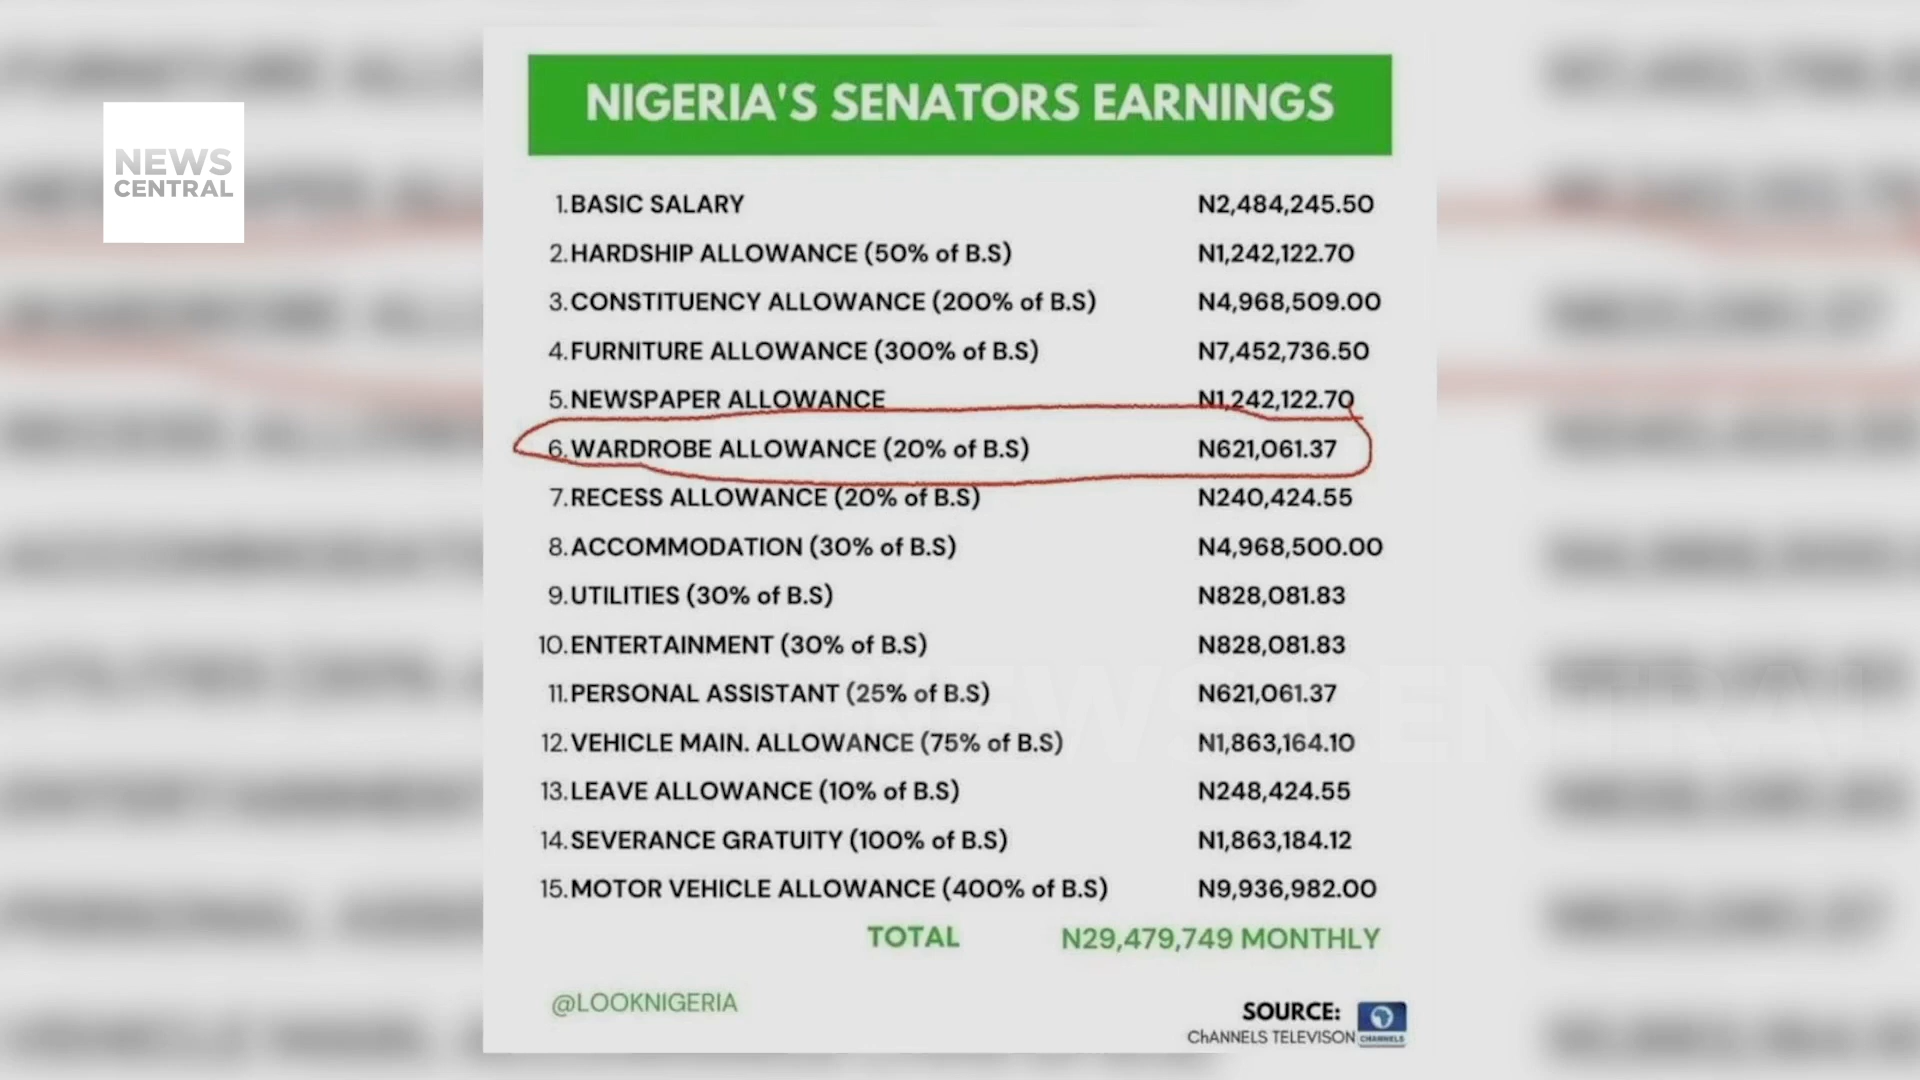 NIGERIA'S SENATORS EARNINGS
NEWS
CENTRAL
1. BASIC SALARY N2,484,245.50
2. HARDSHIP ALLOWANCE (50% of B.S) N1,242,122.70
3. CONSTITUENCY ALLOWANCE (200% of B.S) N4,968,509.00
4. FURNITURE ALLOWANCE (300% of B.S) N7,452,736.50
5. NEWSPAPER ALLOWANCE N1,242,122.70
6. WARDROBE ALLOWANCE (20% of B.S) N621,061.37
7. RECESS ALLOWANCE (20% of B.S) N240,424.55
8. ACCOMMODATION (30% of B.S) N4,968,500.00
9. UTILITIES (30% of B.S) N828,081.83
10. ENTERTAINMENT (30% of B.S) N828,081.83
11. PERSONAL ASSISTANT (25% of B.S) N621,061.37
12. VEHICLE MAIN. ALLOWANCE (75% of B.S) N1,863,164.10
13. LEAVE ALLOWANCE (10% of B.S) N248,424.55
14. SEVERANCE GRATUITY (100% of B.S) N1,863,184.12
15. MOTOR VEHICLE ALLOWANCE (400% of B.S) N9,936,982.00
TOTAL N29,479,749 MONTHLY
@LOOKNIGERIA
SOURCE:
ChANNELS TELEVISON
CHANNELS
NEWS CENTRAL